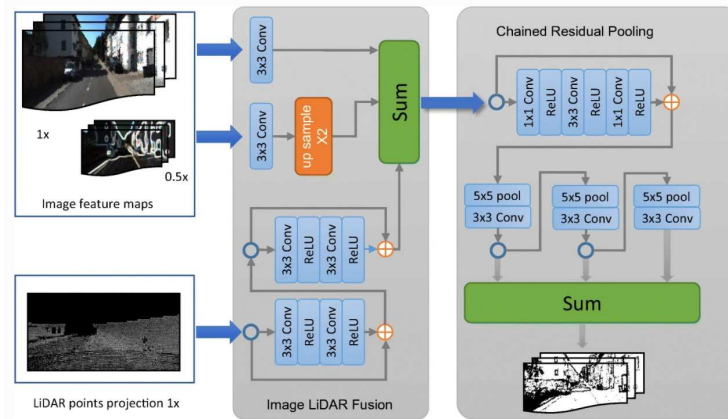 1x
0.5x
Image feature maps
LiDAR points projection 1x
3x3 Conv
3x3 Conv
up sample
X2
Sum
3x3 Conv
ReLU
3x3 Conv
ReLU
3x3 Conv
ReLU
3x3 Conv
ReLU
Image LiDAR Fusion
Chained Residual Pooling
1x1 Conv
ReLU
3x3 Conv
ReLU
1x1 Conv
ReLU
5x5 pool
3x3 Conv
5x5 pool
3x3 Conv
5x5 pool
3x3 Conv
Sum